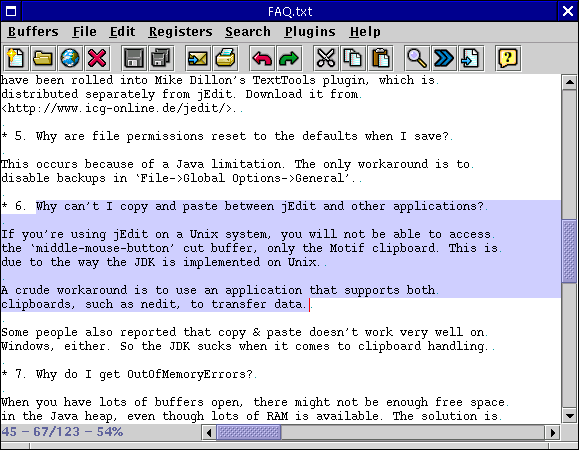 FAQ.txt
Buffers File Edit Registers Search Plugins Help
have been rolled into Mike Dillon's TextTools plugin, which is.
distributed separately from jEdit. Download it from.
<http://www.icg-online.de/jedit/>..
.
* 5. Why are file permissions reset to the defaults when I save?.
.
This occurs because of a Java limitation. The only workaround is to.
disable backups in `File->Global Options->General'..
.
* 6. Why can't I copy and paste between jEdit and other applications?.
.
If you're using jEdit on a Unix system, you will not be able to access.
the `middle-mouse-button' cut buffer, only the Motif clipboard. This is.
due to the way the JDK is implemented on Unix..
.
A crude workaround is to use an application that supports both.
clipboards, such as nedit, to transfer data..
.
Some people also reported that copy & paste doesn't work very well on.
Windows, either. So the JDK sucks when it comes to clipboard handling..
.
* 7. Why do I get OutOfMemoryErrors?.
.
When you have lots of buffers open, there might not be enough free space.
in the Java heap, even though lots of RAM is available. The solution is.
45 - 67/123 - 54%